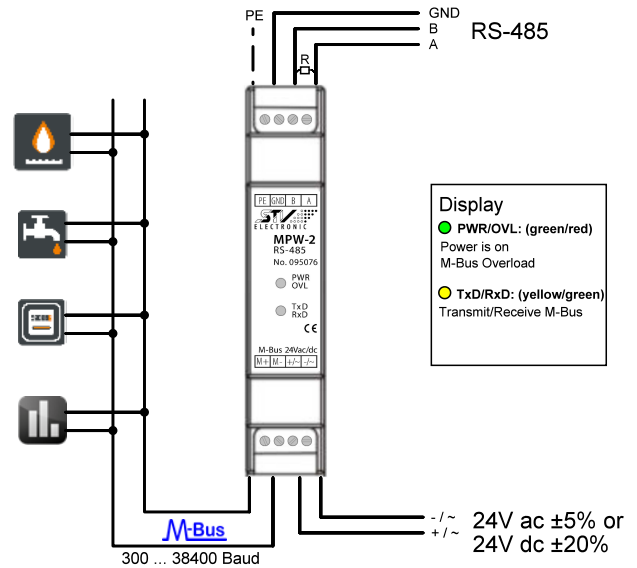 PE
GND
B
A
RS-485
R
PE GND B A
STV
ELECTRONIC
MPW-2
RS-485
No. 095076
PWR
OVL
TxD
RxD
CE
M-Bus 24Vac/dc
M+ M- +/~ -/~
Display
PWR/OVL: (green/red)
Power is on
M-Bus Overload
TxD/RxD: (yellow/green)
Transmit/Receive M-Bus
M-Bus
300 ... 38400 Baud
- / ~
+ / ~
24V ac ±5% or
24V dc ±20%